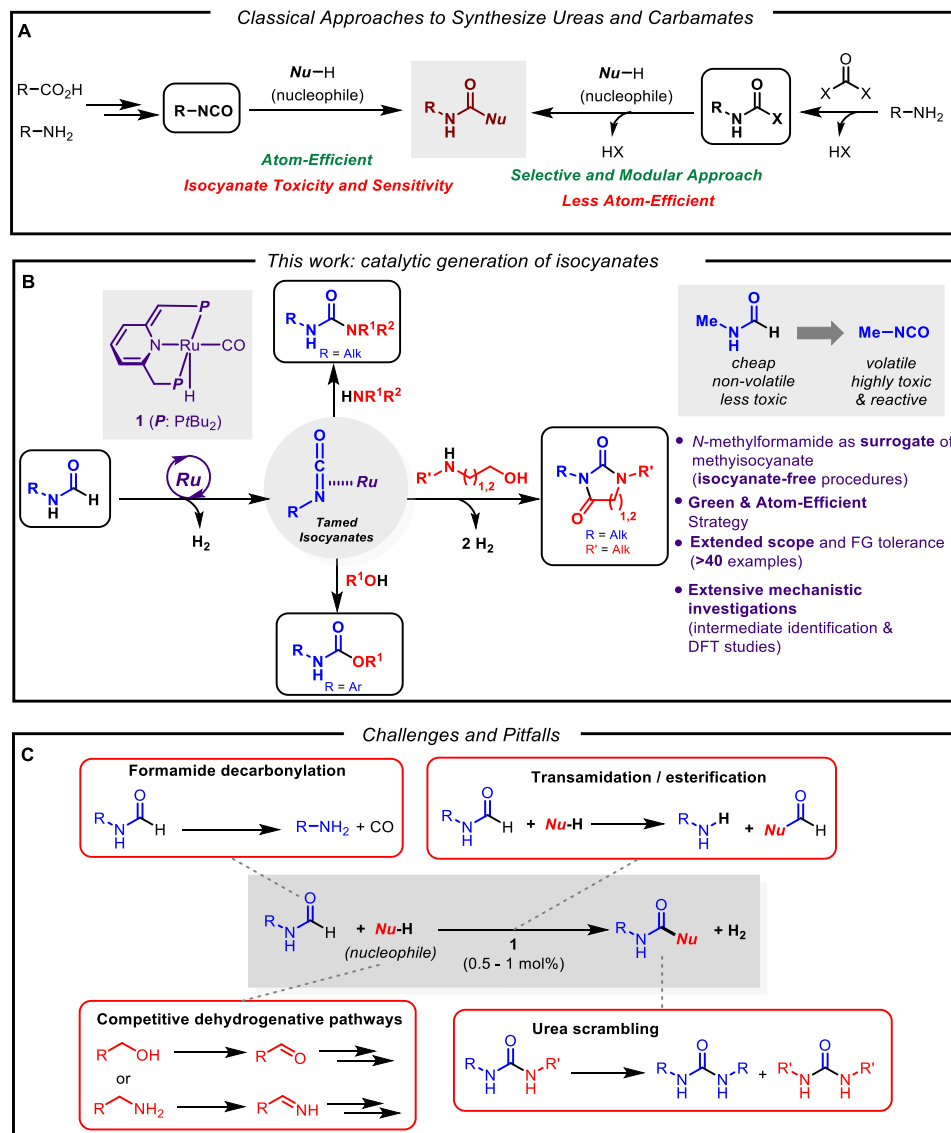 Classical Approaches to Synthesize Ureas and Carbamates
A
R–CO₂H
R–NH₂
R–NCO
Nu–H
(nucleophile)
Atom-Efficient
Isocyanate Toxicity and Sensitivity
O
R
N
H
Nu
Nu–H
(nucleophile)
HX
Selective and Modular Approach
Less Atom-Efficient
O
R
N
H
X
O
X
X
HX
R–NH₂
This work: catalytic generation of isocyanates
B
P
N
Ru
CO
P
H
1 (P: PtBu₂)
O
R
N
H
NR¹R²
R = Alk
HNR¹R²
O
Me
N
H
H
Me–NCO
cheap
non-volatile
less toxic
volatile
highly toxic
& reactive
O
R
N
H
H
Ru
H₂
O
C
N
R
Ru
Tamed
Isocyanates
H
R'
N
1,2
OH
2 H₂
O
R
N
N
R'
O
1,2
R = Alk
R' = Alk
R¹OH
O
R
N
H
OR¹
R = Ar
• N-methylformamide as surrogate of
methyisocyanate
(isocyanate-free procedures)
• Green & Atom-Efficient
Strategy
• Extended scope and FG tolerance
(>40 examples)
• Extensive mechanistic
investigations
(intermediate identification &
DFT studies)
Challenges and Pitfalls
C
Formamide decarbonylation
O
R
N
H
H
R–NH₂ + CO
Transamidation / esterification
O
R
N
H
H
+ Nu-H
R
N
H
H
+
O
Nu
H
O
R
N
H
H
+ Nu-H
(nucleophile)
1
(0.5 - 1 mol%)
O
R
N
H
Nu
+ H₂
Competitive dehydrogenative pathways
R
OH
R
O
or
R
NH₂
R
NH
Urea scrambling
O
R
N
H
N
H
R'
O
R
N
H
N
H
R
+
O
R'
N
H
N
H
R'